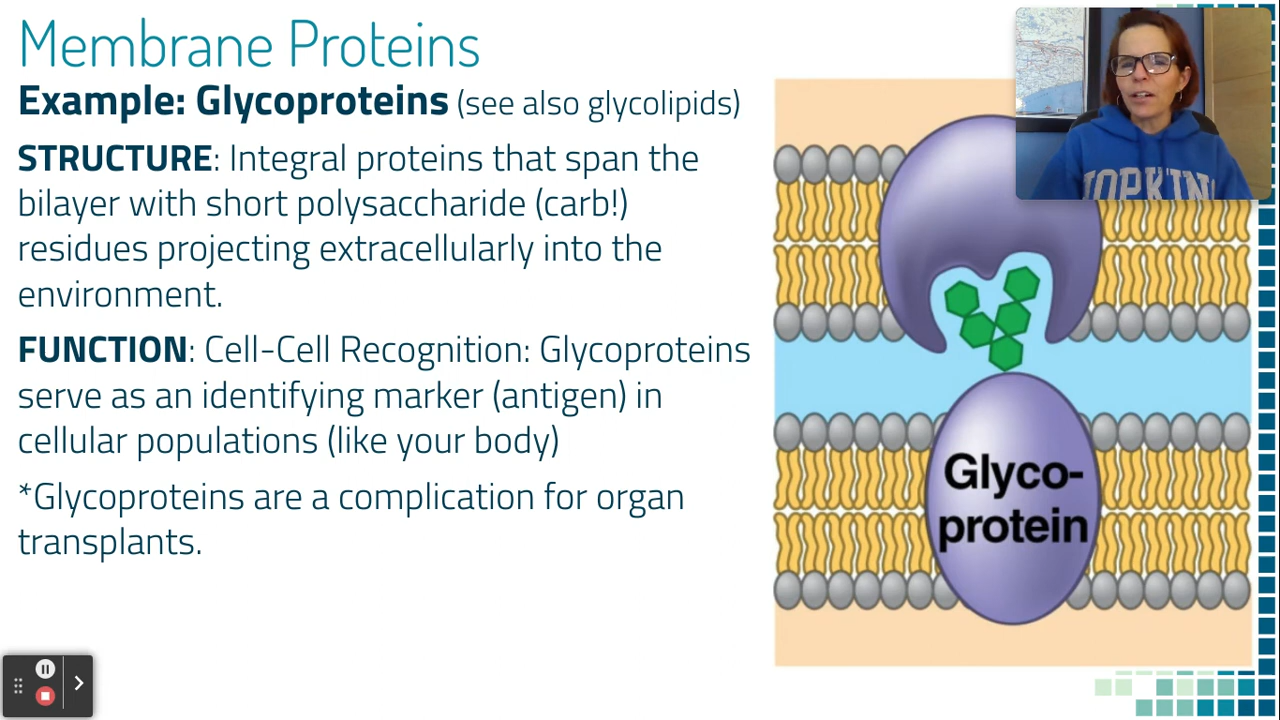 Membrane Proteins
Example: Glycoproteins (see also glycolipids)
STRUCTURE: Integral proteins that span the
bilayer with short polysaccharide (carb!)
residues projecting extracellularly into the
environment.
FUNCTION: Cell-Cell Recognition: Glycoproteins
serve as an identifying marker (antigen) in
cellular populations (like your body)
*Glycoproteins are a complication for organ
transplants.
Glyco-
protein